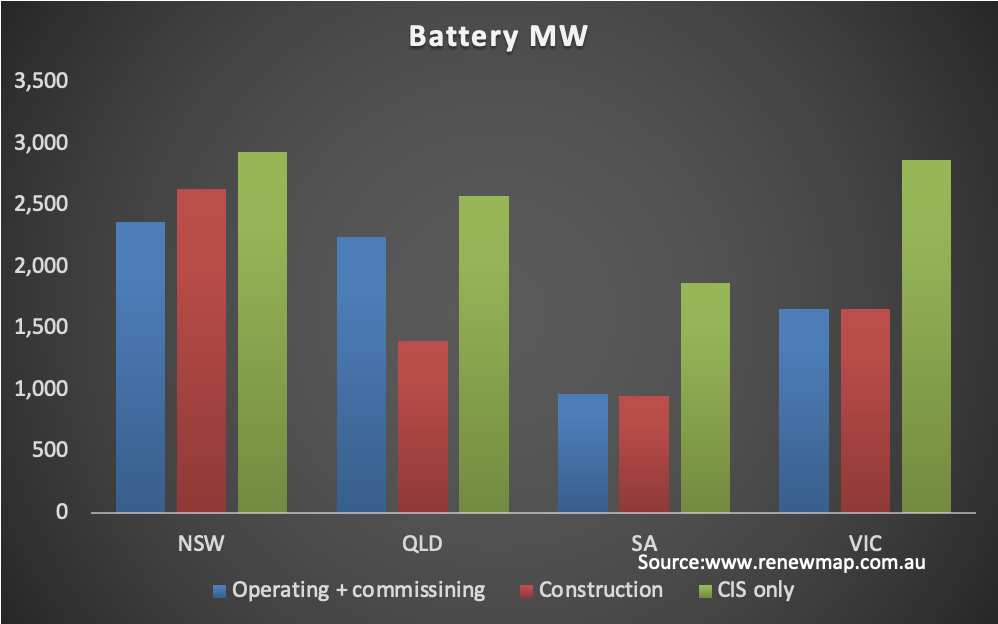 Battery MW
3,500
3,000
2,500
2,000
1,500
1,000
500
0
NSW QLD SA VIC
Source:www.renewmap.com.au
Operating + commissining Construction CIS only